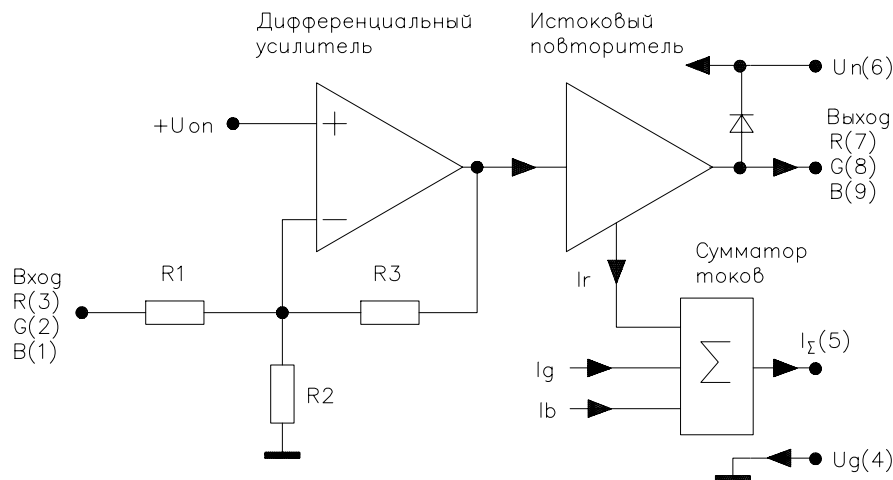 Дифференциальный
усилитель
Истоковый
повторитель
Un(6)
+Uon
+
−
Выход
R(7)
G(8)
B(9)
Вход
R(3)
G(2)
B(1)
R1
R3
R2
Ir
Сумматор
токов
Ig
Ib
Σ
IΣ(5)
Ug(4)